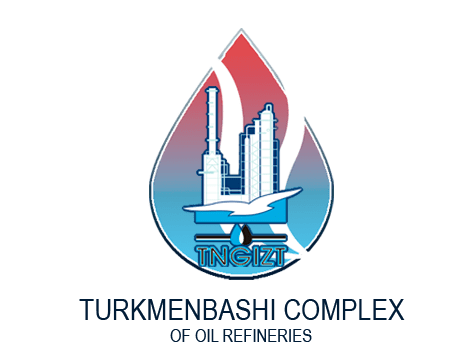 TNGIZT
TURKMENBASHI COMPLEX
OF OIL REFINERIES